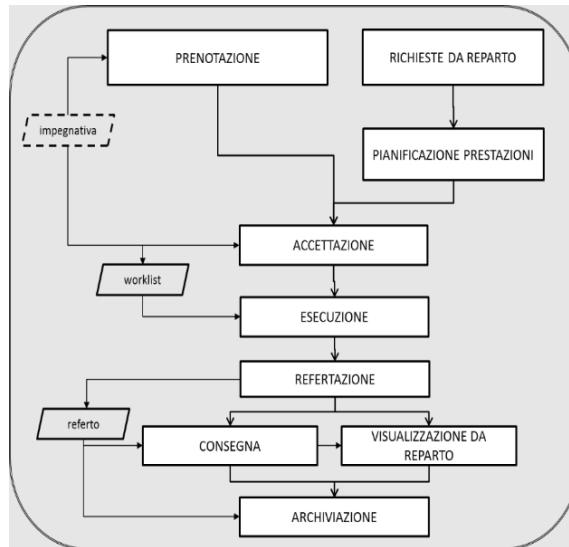 PRENOTAZIONE
RICHIESTE DA REPARTO
impegnativa
PIANIFICAZIONE PRESTAZIONI
ACCETTAZIONE
worklist
ESECUZIONE
REFERTAZIONE
referto
CONSEGNA
VISUALIZZAZIONE DA
REPARTO
ARCHIVIAZIONE